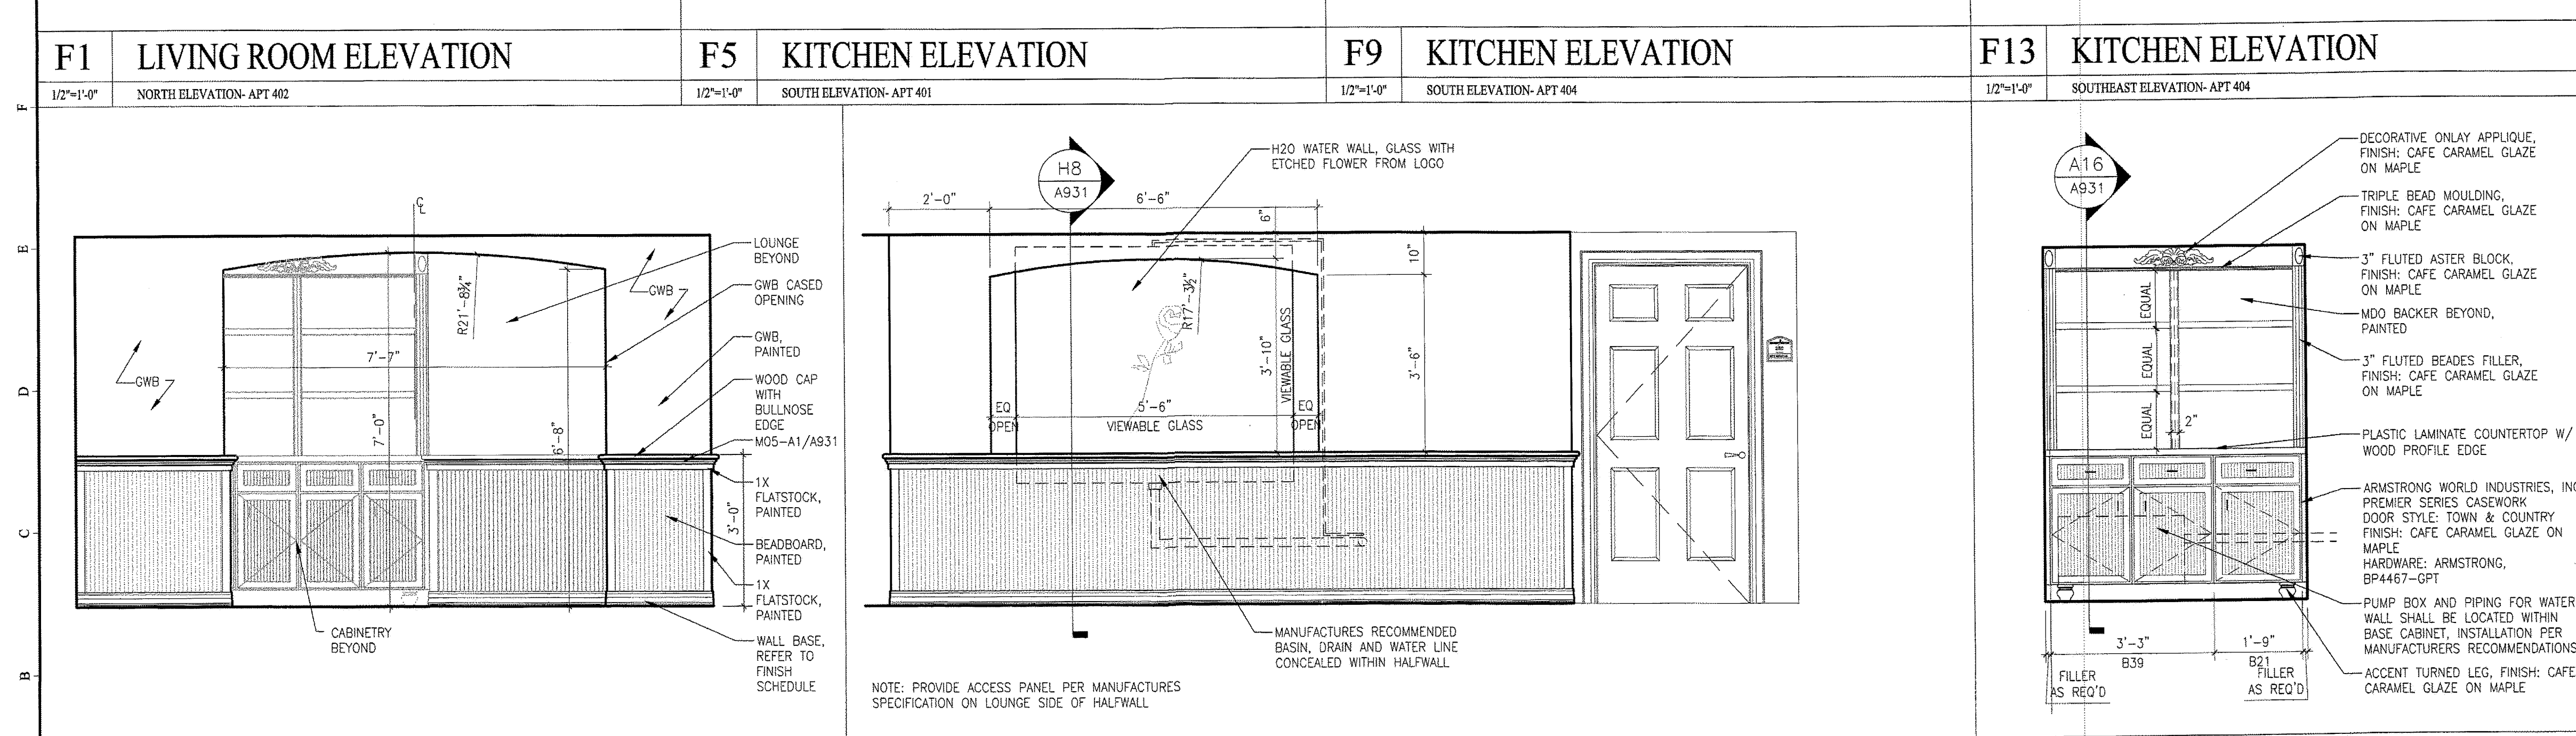 F1 LIVING ROOM ELEVATION
1/2"=1'-0" NORTH ELEVATION- APT 402
F5 KITCHEN ELEVATION
1/2"=1'-0" SOUTH ELEVATION- APT 401
F9 KITCHEN ELEVATION
1/2"=1'-0" SOUTH ELEVATION- APT 404
F13 KITCHEN ELEVATION
1/2"=1'-0" SOUTHEAST ELEVATION- APT 404
F
E
D
C
B
℄
GWB
GWB
R21'-8¾"
7'-7"
7'-0"
6'-8"
3'-0"
LOUNGE
BEYOND
GWB CASED
OPENING
GWB,
PAINTED
WOOD CAP
WITH
BULLNOSE
EDGE
M05-A1/A931
1X
FLATSTOCK,
PAINTED
BEADBOARD,
PAINTED
1X
FLATSTOCK,
PAINTED
WALL BASE,
REFER TO
FINISH
SCHEDULE
CABINETRY
BEYOND
H8
A931
2'-0"
6'-6"
6"
10"
H2O WATER WALL, GLASS WITH
ETCHED FLOWER FROM LOGO
R17'-3½"
3'-10"
VIEWABLE GLASS
3'-6"
EQ
OPEN
5'-6"
VIEWABLE GLASS
EQ
OPEN
MANUFACTURES RECOMMENDED
BASIN, DRAIN AND WATER LINE
CONCEALED WITHIN HALFWALL
NOTE: PROVIDE ACCESS PANEL PER MANUFACTURES
SPECIFICATION ON LOUNGE SIDE OF HALFWALL
A16
A931
DECORATIVE ONLAY APPLIQUE,
FINISH: CAFE CARAMEL GLAZE
ON MAPLE
TRIPLE BEAD MOULDING,
FINISH: CAFE CARAMEL GLAZE
ON MAPLE
3" FLUTED ASTER BLOCK,
FINISH: CAFE CARAMEL GLAZE
ON MAPLE
MDO BACKER BEYOND,
PAINTED
3" FLUTED BEADES FILLER,
FINISH: CAFE CARAMEL GLAZE
ON MAPLE
EQUAL
EQUAL
EQUAL
2"
PLASTIC LAMINATE COUNTERTOP W/
WOOD PROFILE EDGE
ARMSTRONG WORLD INDUSTRIES, INC
PREMIER SERIES CASEWORK
DOOR STYLE: TOWN & COUNTRY
FINISH: CAFE CARAMEL GLAZE ON
MAPLE
HARDWARE: ARMSTRONG,
BP4467-GPT
PUMP BOX AND PIPING FOR WATER
WALL SHALL BE LOCATED WITHIN
BASE CABINET, INSTALLATION PER
MANUFACTURERS RECOMMENDATIONS
ACCENT TURNED LEG, FINISH: CAFE
CARAMEL GLAZE ON MAPLE
3'-3"
B39
1'-9"
B21
FILLER
AS REQ'D
FILLER
AS REQ'D